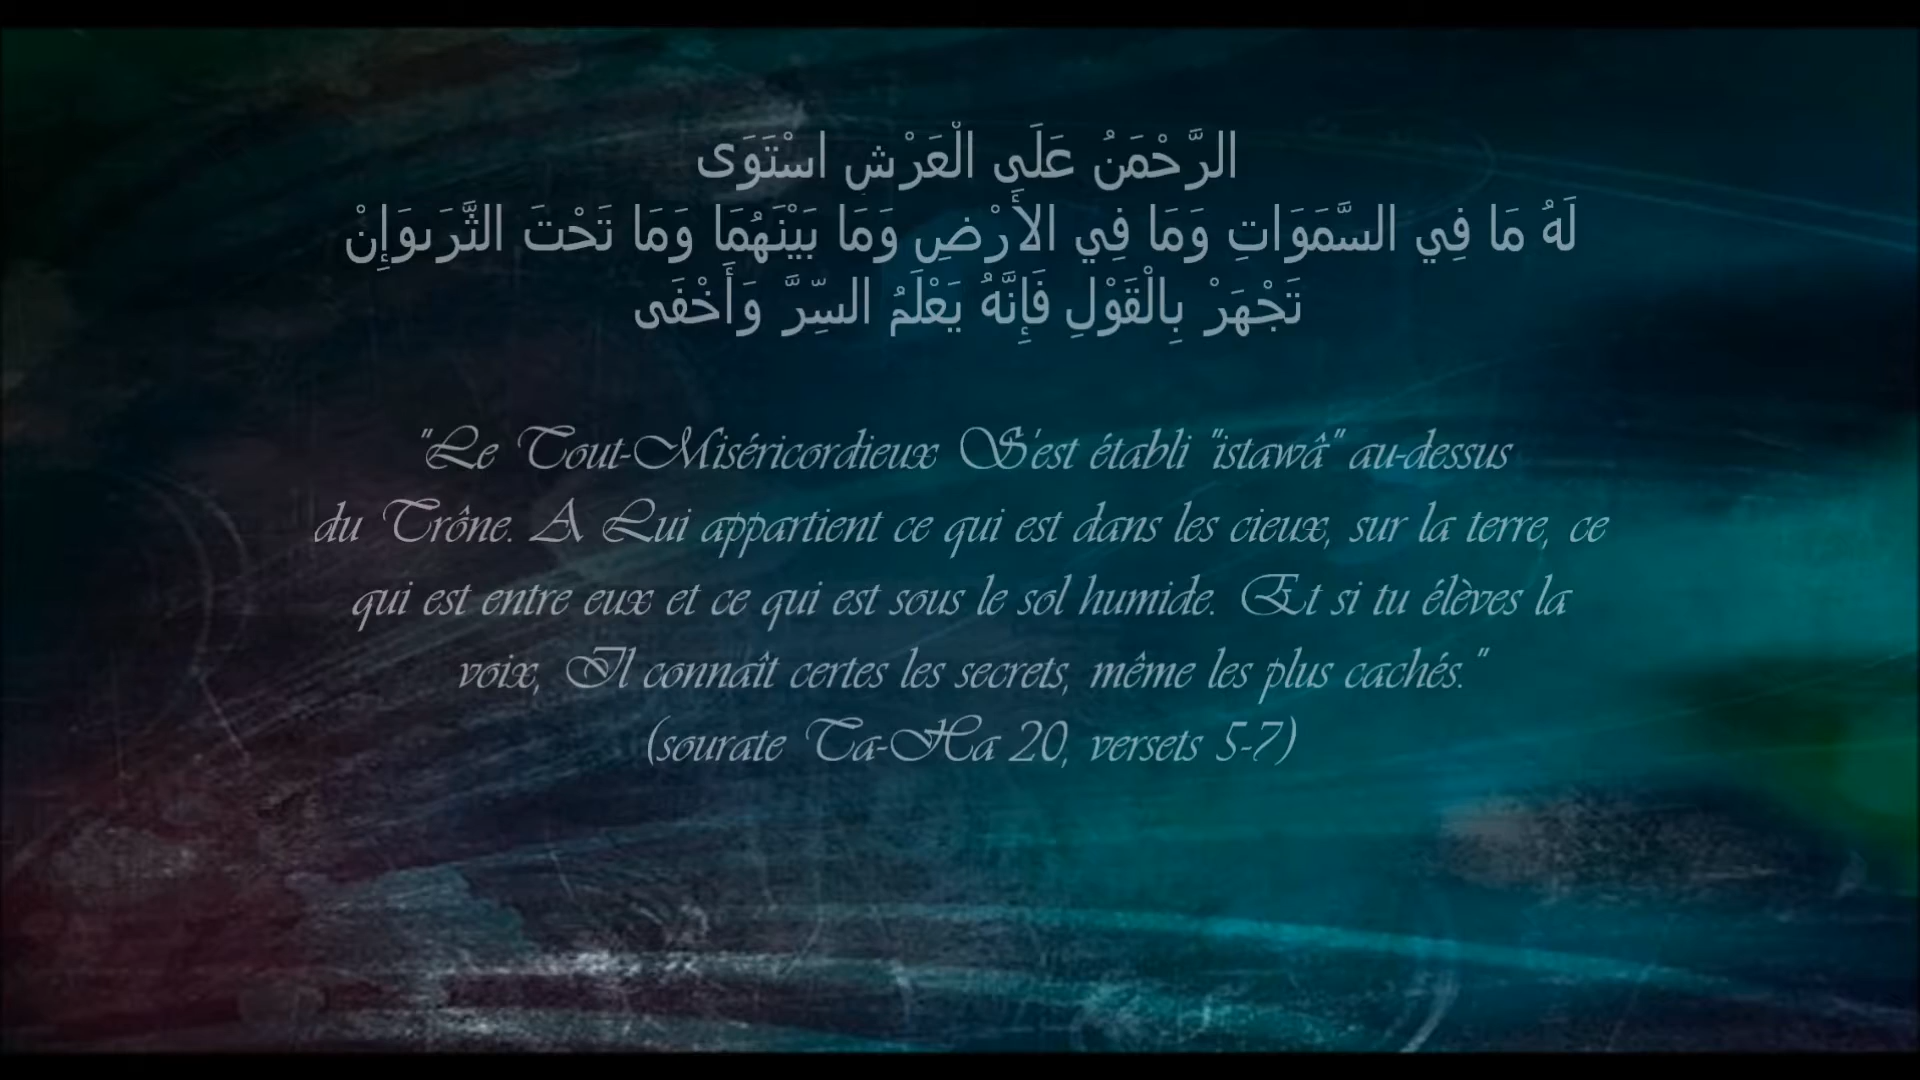 الرَّحْمَنُ عَلَى الْعَرْشِ اسْتَوَى
لَهُ مَا فِي السَّمَوَاتِ وَمَا فِي الأَرْضِ وَمَا بَيْنَهُمَا وَمَا تَحْتَ الثَّرَىوَإِنْ
تَجْهَرْ بِالْقَوْلِ فَإِنَّهُ يَعْلَمُ السِّرَّ وَأَخْفَى
"Le Tout-Miséricordieux S'est établi "istawâ" au-dessus
du Trône. A Lui appartient ce qui est dans les cieux, sur la terre, ce
qui est entre eux et ce qui est sous le sol humide. Et si tu élèves la
voix, Il connaît certes les secrets, même les plus cachés."
(sourate Ta-Ha 20, versets 5-7)